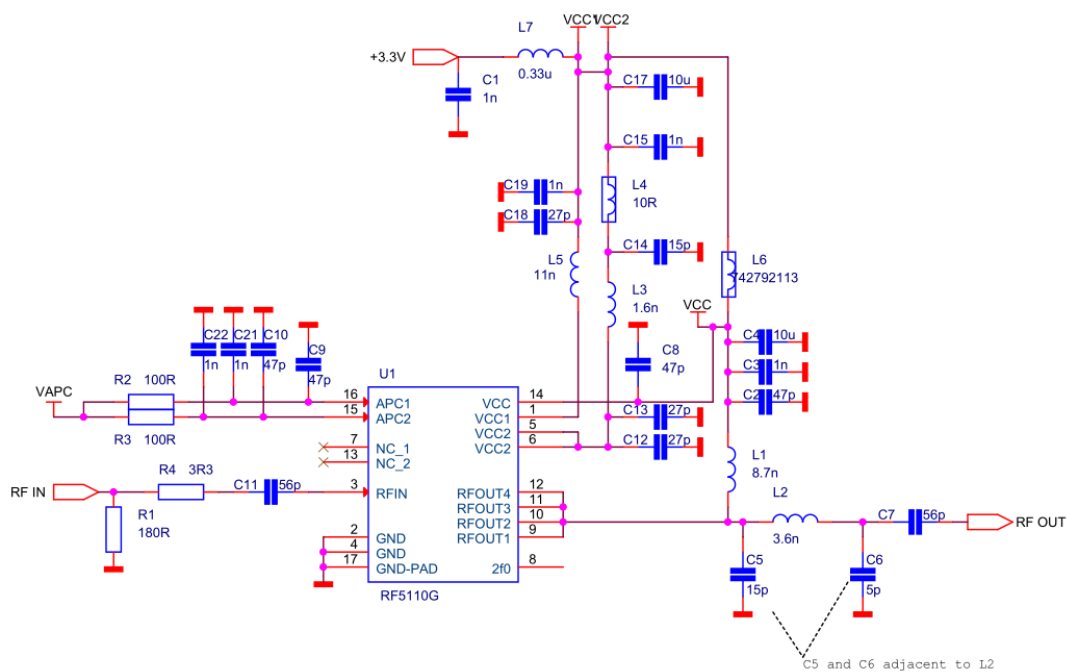 VCC1 VCC2
L7
+3.3V
0.33u
C1
1n
C17 10u
C15 1n
C19 1n
L4
10R
C18 27p
C14 15p
L5
11n
L6
742792113
L3
1.6n
VCC
C22 C21 C10
1n 1n 47p
C9
47p
C8
47p
C4 10u
C3 1n
C2 47p
U1
R2 100R
VAPC
R3 100R
16 APC1
15 APC2
7 NC_1
13 NC_2
3 RFIN
2 GND
4 GND
17 GND-PAD
VCC 14
VCC1 1
VCC2 5
VCC2 6
RFOUT4 12
RFOUT3 11
RFOUT2 10
RFOUT1 9
2f0 8
RF5110G
C13 27p
C12 27p
L1
8.7n
R4 3R3
RF IN
C11 56p
R1
180R
L2
3.6n
C7 56p
RF OUT
C5
15p
C6
5p
C5 and C6 adjacent to L2